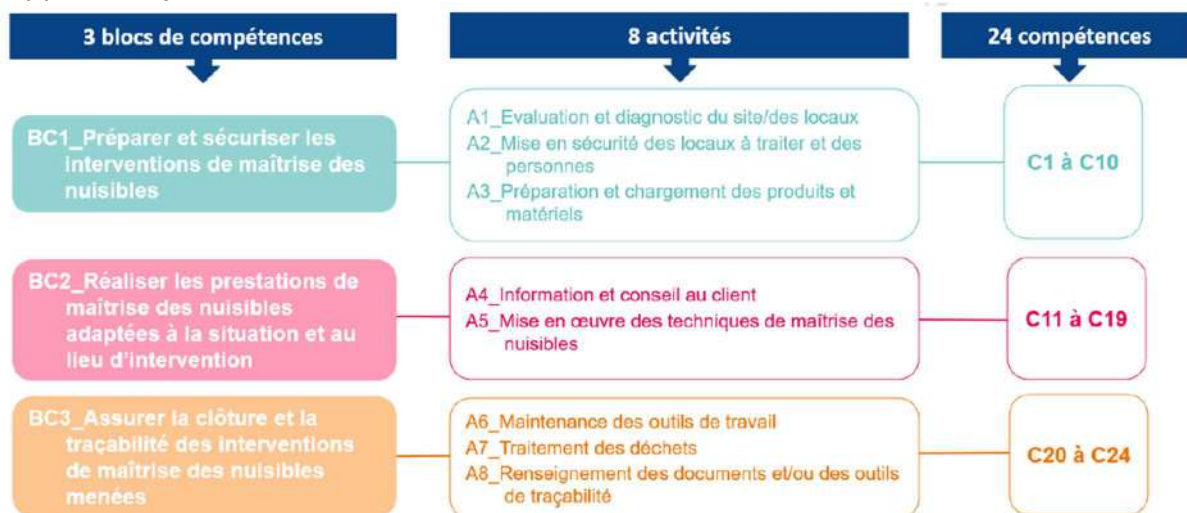 3 blocs de compétences
8 activités
24 compétences
BC1_Préparer et sécuriser les
interventions de maîtrise des
nuisibles
A1_Evaluation et diagnostic du site/des locaux
A2_Mise en sécurité des locaux à traiter et des
personnes
A3_Préparation et chargement des produits et
matériels
C1 à C10
BC2_Réaliser les prestations de
maîtrise des nuisibles
adaptées à la situation et au
lieu d'intervention
A4_Information et conseil au client
A5_Mise en œuvre des techniques de maîtrise des
nuisibles
C11 à C19
BC3_Assurer la clôture et la
traçabilité des interventions
de maîtrise des nuisibles
menées
A6_Maintenance des outils de travail
A7_Traitement des déchets
A8_Renseignement des documents et/ou des outils
de traçabilité
C20 à C24